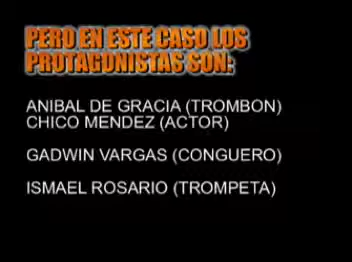 PERO EN ESTE CASO LOS
PROTAGONISTAS SON:
ANIBAL DE GRACIA (TROMBON)
CHICO MENDEZ (ACTOR)
GADWIN VARGAS (CONGUERO)
ISMAEL ROSARIO (TROMPETA)